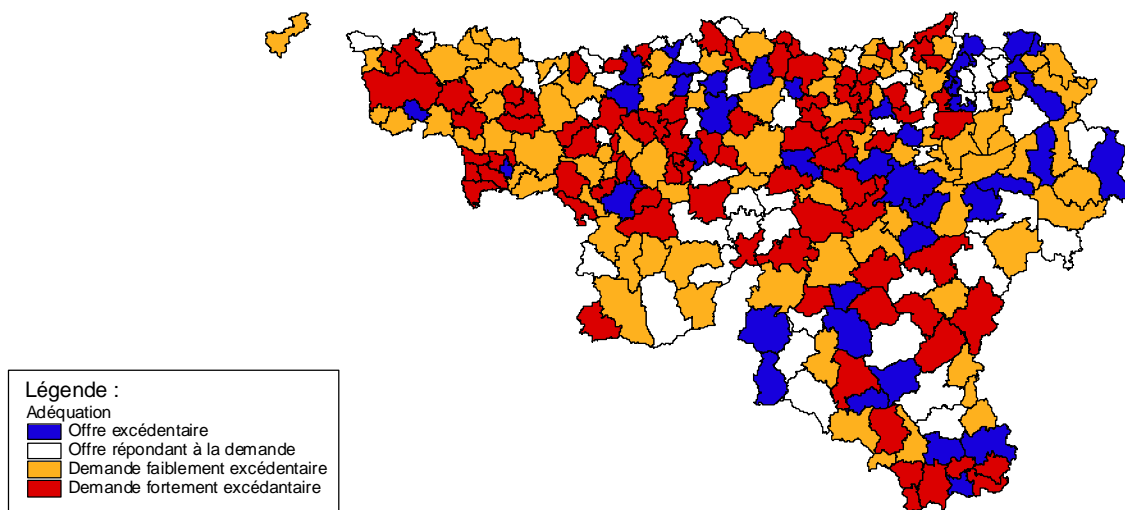 Légende :
Adéquation
Offre excédentaire
Offre répondant à la demande
Demande faiblement excédentaire
Demande fortement excédantaire